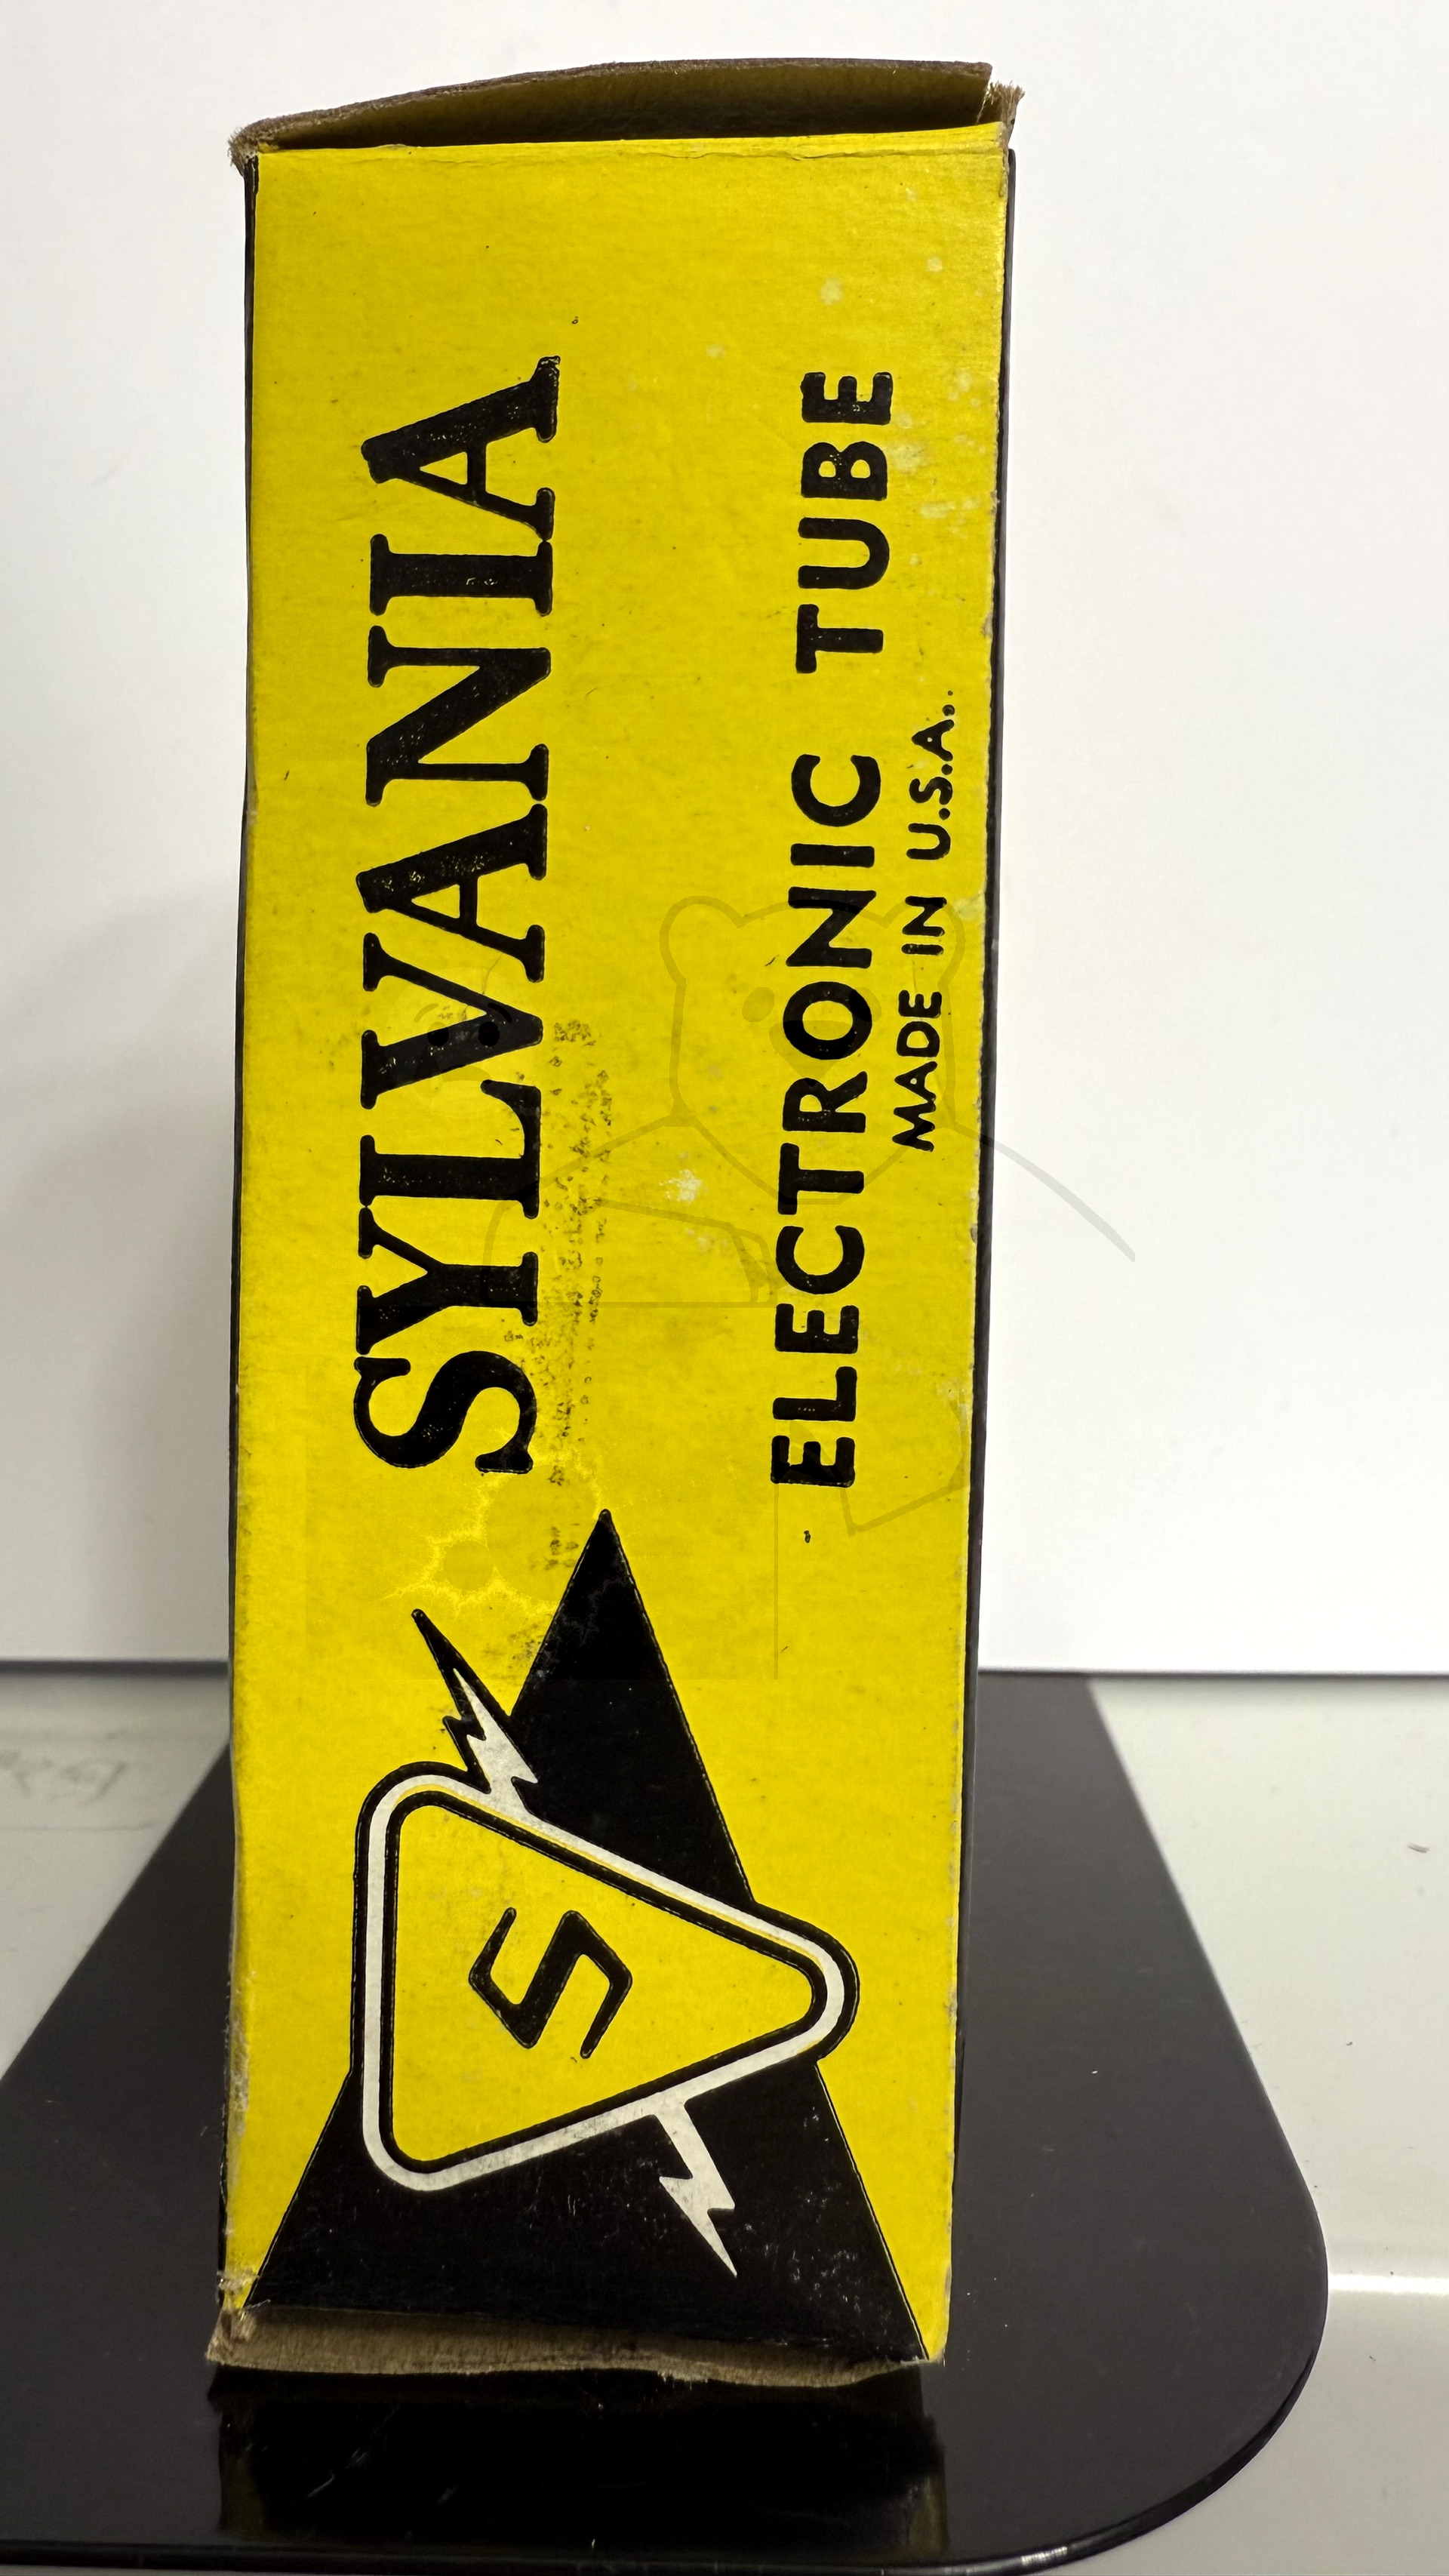 SYLVANIA
ELECTRONIC TUBE
MADE IN U.S.A..
S